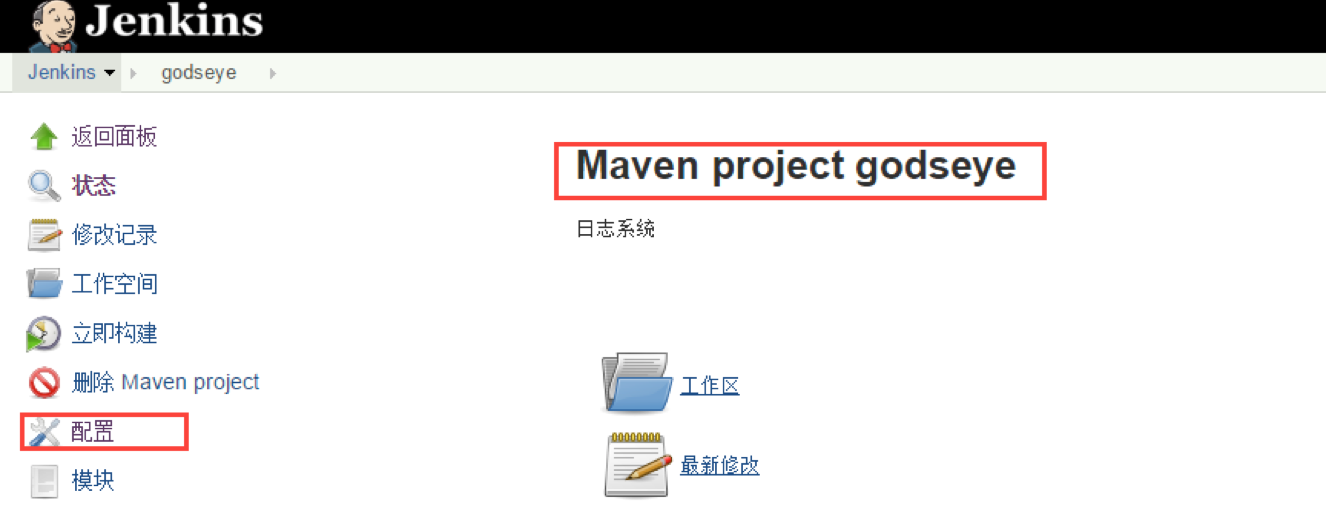 Jenkins
Jenkins godseye
返回面板
状态
修改记录
工作空间
立即构建
删除 Maven project
配置
模块
Maven project godseye
日志系统
工作区
最新修改